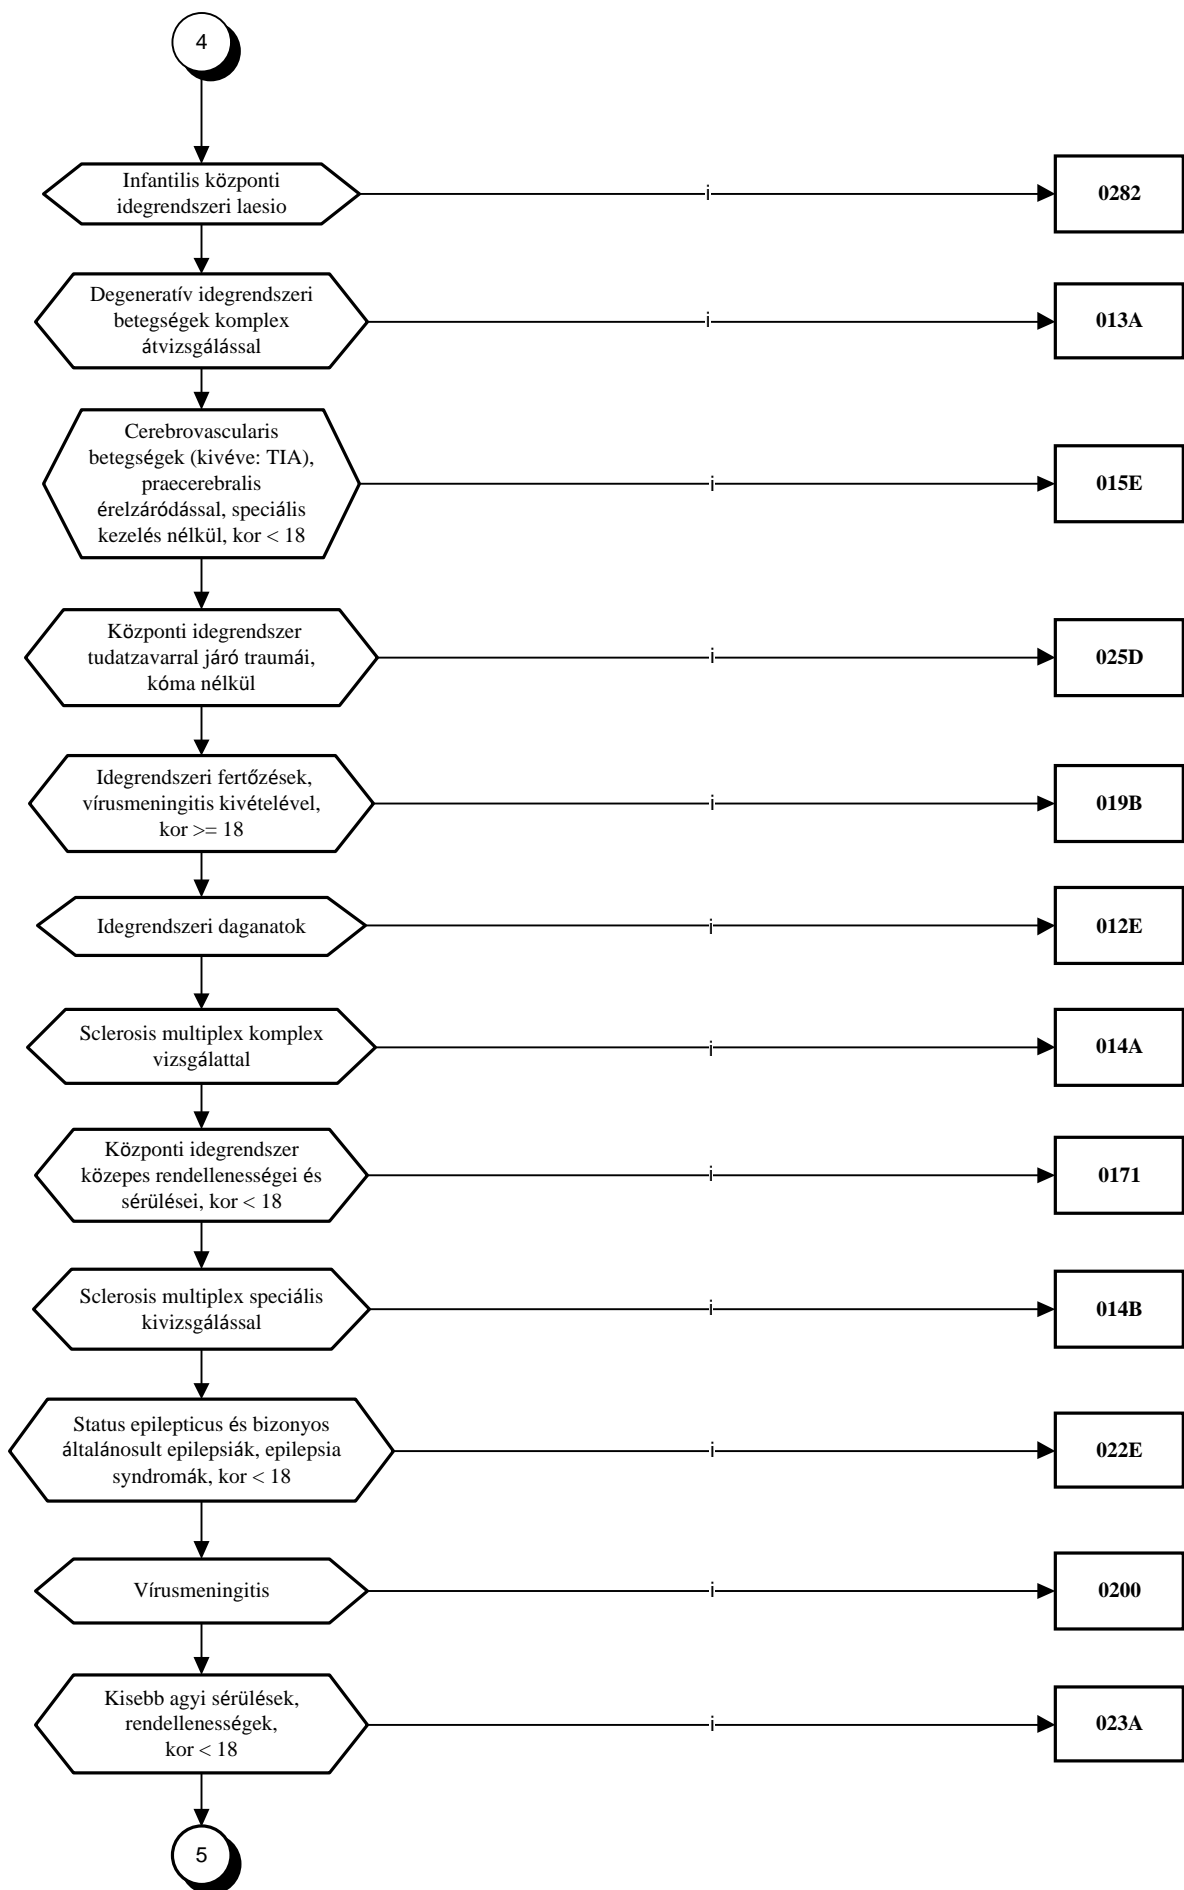 4
Infantilis központi
idegrendszeri laesio
i
0282
Degeneratív idegrendszeri
betegségek komplex
átvizsgálással
i
013A
Cerebrovascularis
betegségek (kivéve: TIA),
praecerebralis
érelzáródással, speciális
kezelés nélkül, kor < 18
i
015E
Központi idegrendszer
tudatzavarral járó traumái,
kóma nélkül
i
025D
Idegrendszeri fertőzések,
vírusmeningitis kivételével,
kor >= 18
i
019B
Idegrendszeri daganatok
i
012E
Sclerosis multiplex komplex
vizsgálattal
i
014A
Központi idegrendszer
közepes rendellenességei és
sérülései, kor < 18
i
0171
Sclerosis multiplex speciális
kivizsgálással
i
014B
Status epilepticus és bizonyos
általánosult epilepsiák, epilepsia
syndromák, kor < 18
i
022E
Vírusmeningitis
i
0200
Kisebb agyi sérülések,
rendellenességek,
kor < 18
i
023A
5